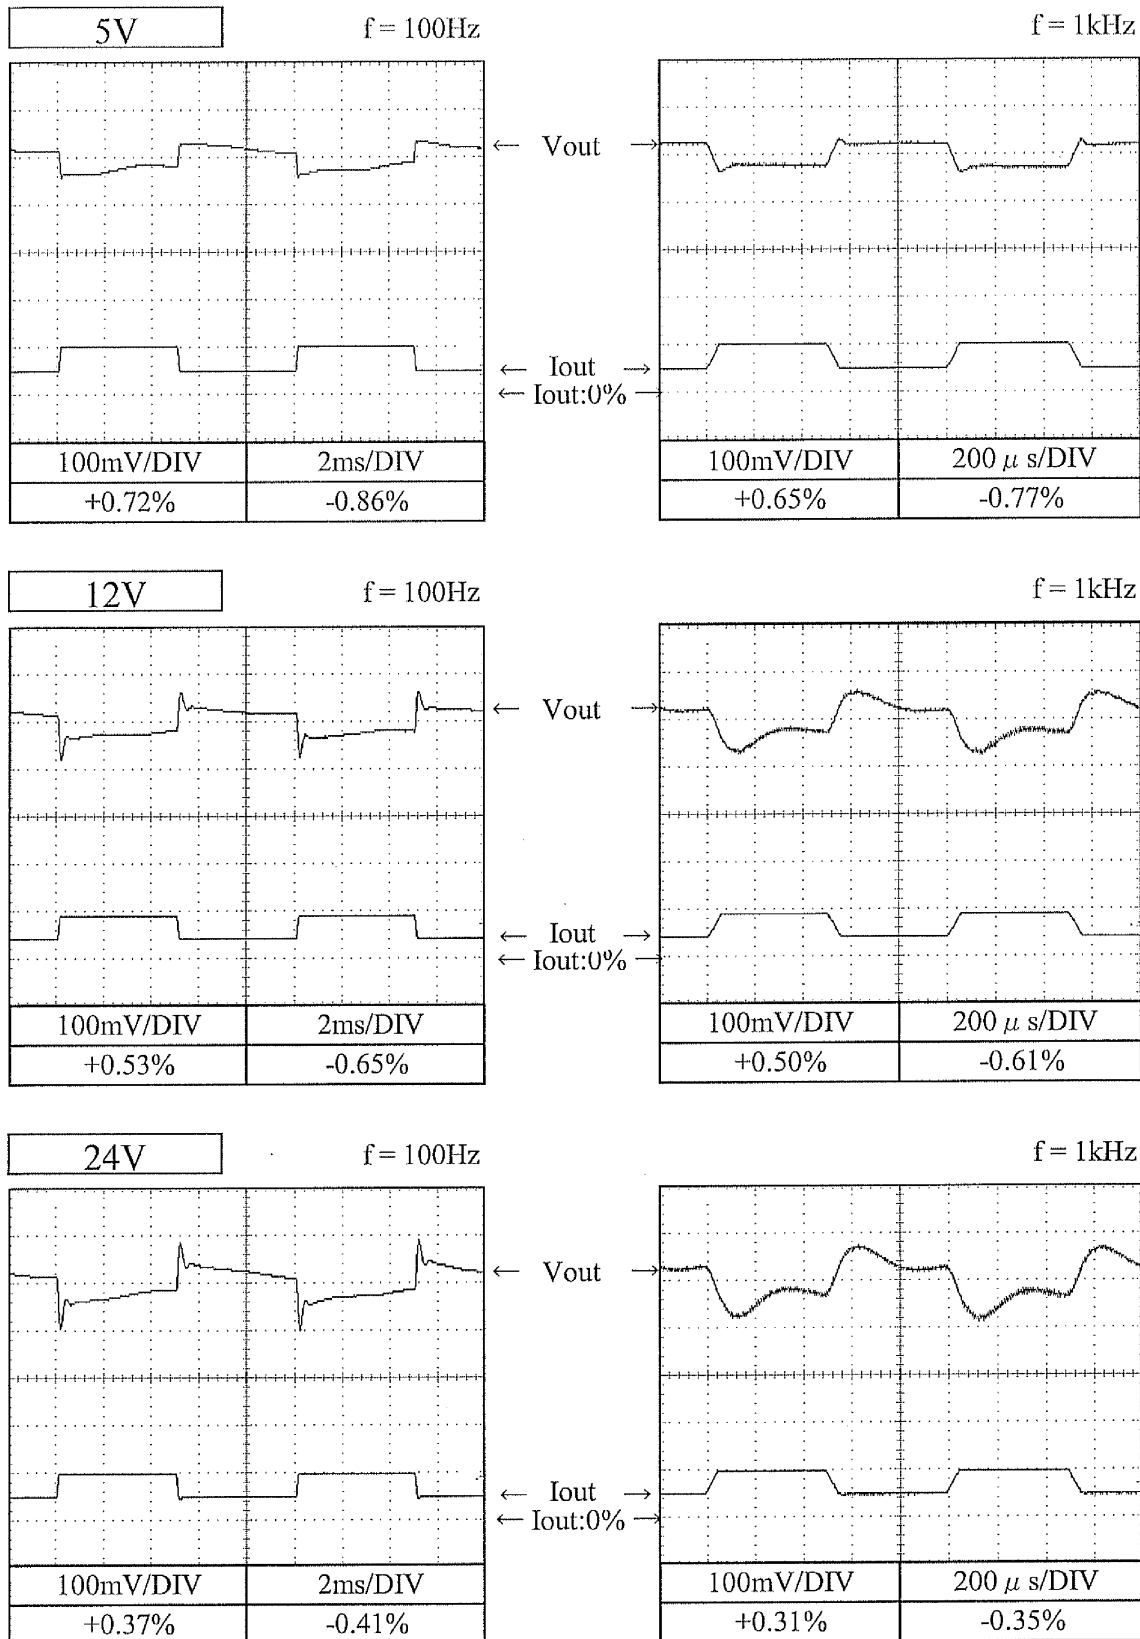 5V
f = 100Hz
f = 1kHz
← Vout →
← Iout →
← Iout:0% →
100mV/DIV 2ms/DIV
+0.72% -0.86%
100mV/DIV 200 μ s/DIV
+0.65% -0.77%
12V
f = 100Hz
f = 1kHz
← Vout →
← Iout →
← Iout:0% →
100mV/DIV 2ms/DIV
+0.53% -0.65%
100mV/DIV 200 μ s/DIV
+0.50% -0.61%
24V
f = 100Hz
f = 1kHz
← Vout →
← Iout →
← Iout:0% →
100mV/DIV 2ms/DIV
+0.37% -0.41%
100mV/DIV 200 μ s/DIV
+0.31% -0.35%